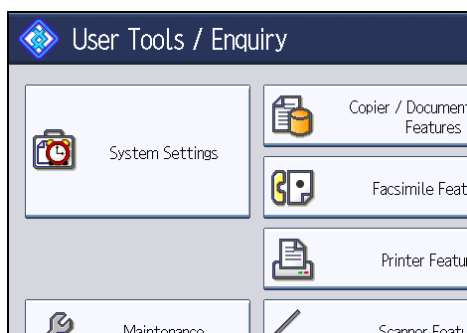 User Tools / Enquiry
System Settings
Copier / Document
Features
Facsimile Feat
Printer Featur
Maintenance
Scanner Featu